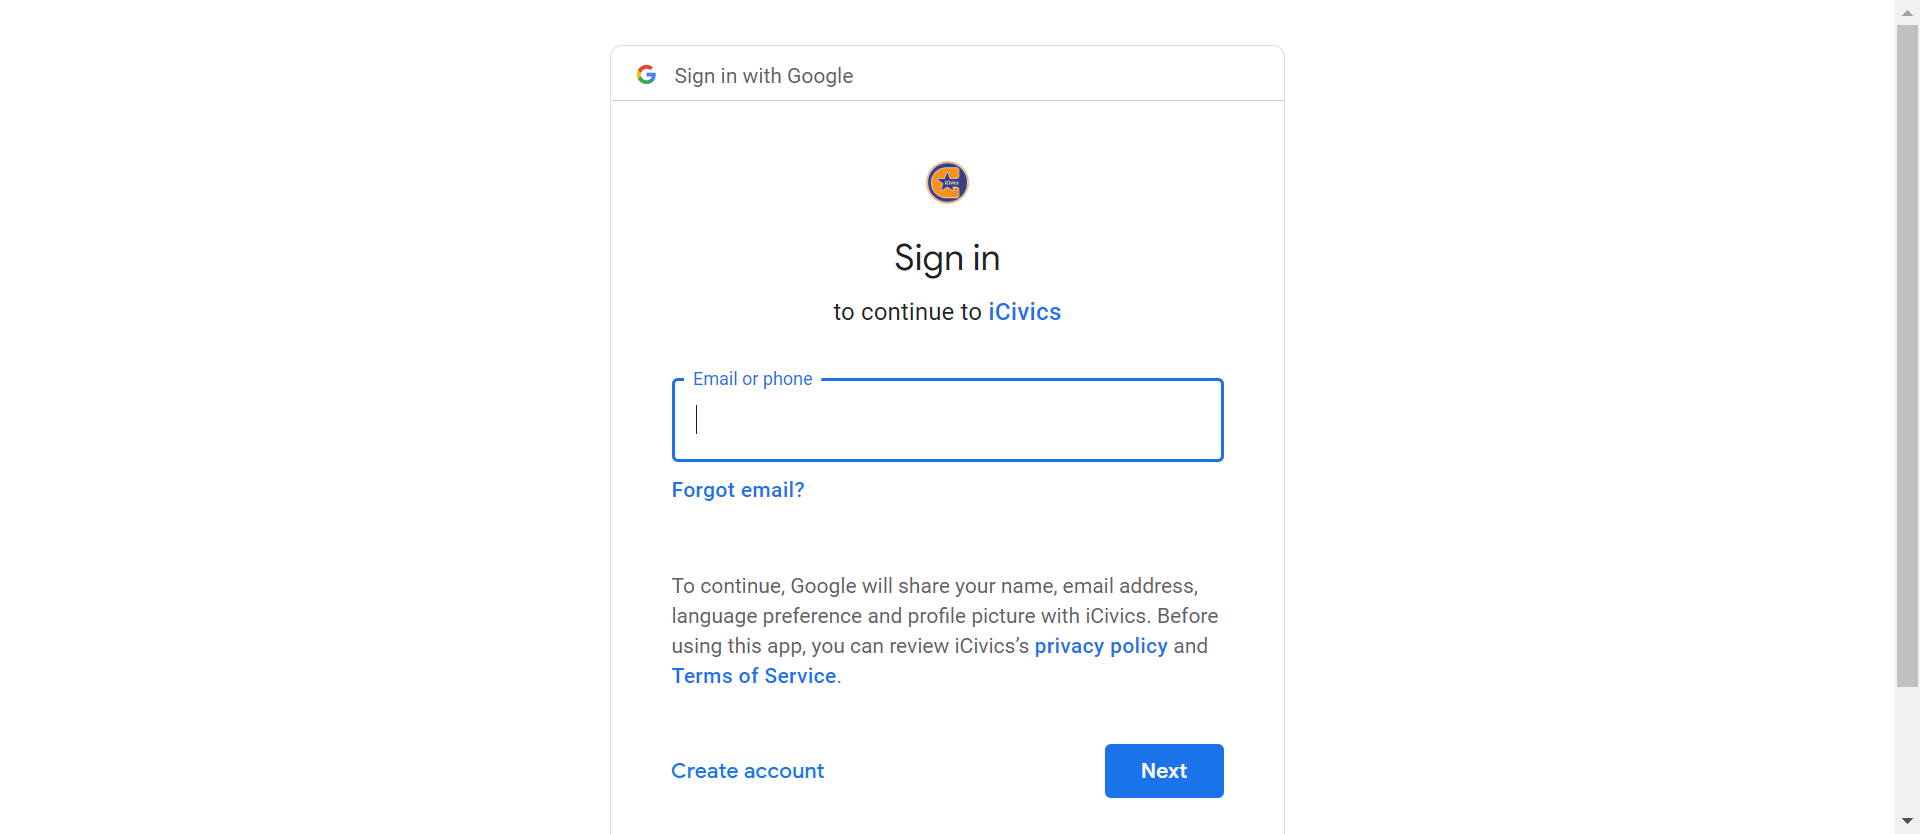 Sign in with Google
iCivics
Sign in
to continue to iCivics
Email or phone
Forgot email?
To continue, Google will share your name, email address,
language preference and profile picture with iCivics. Before
using this app, you can review iCivics’s privacy policy and
Terms of Service.
Create account
Next